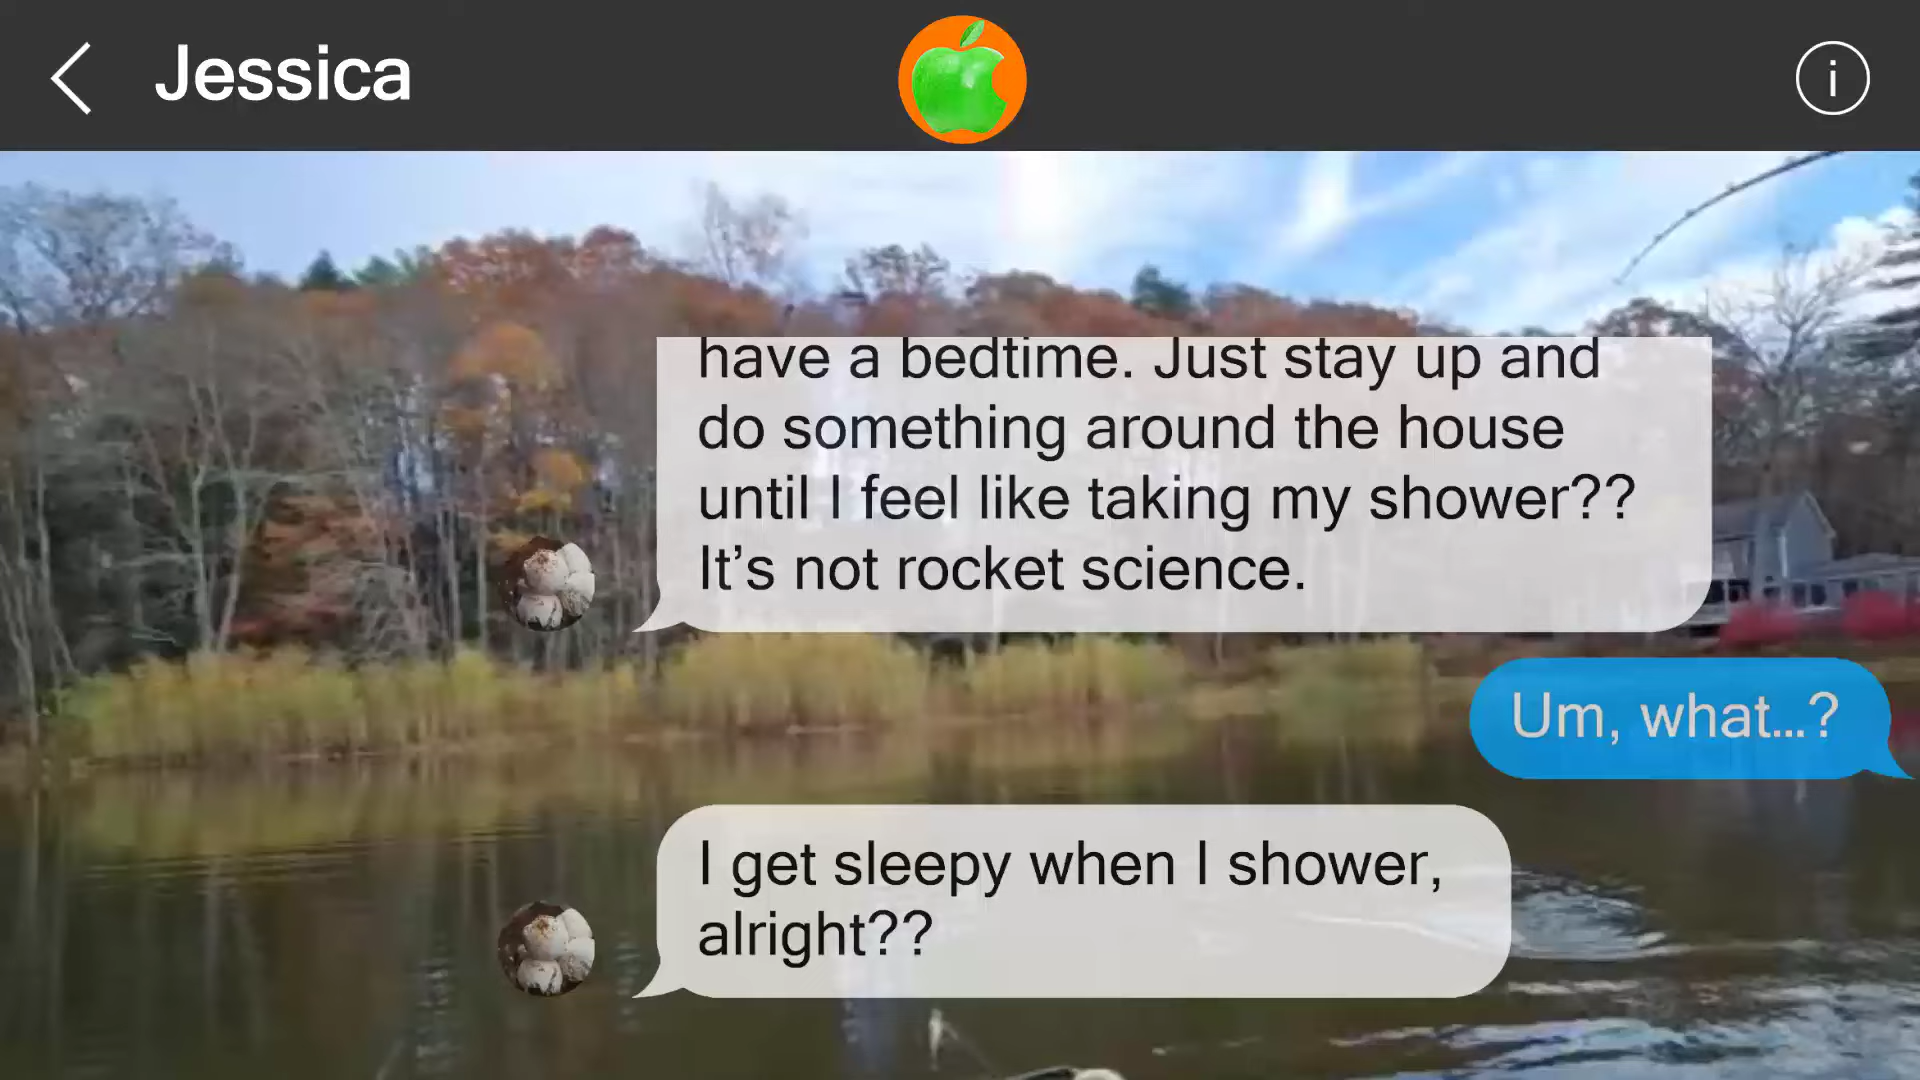 Jessica
i
have a bedtime. Just stay up and
do something around the house
until I feel like taking my shower??
It’s not rocket science.
Um, what...?
I get sleepy when I shower,
alright??